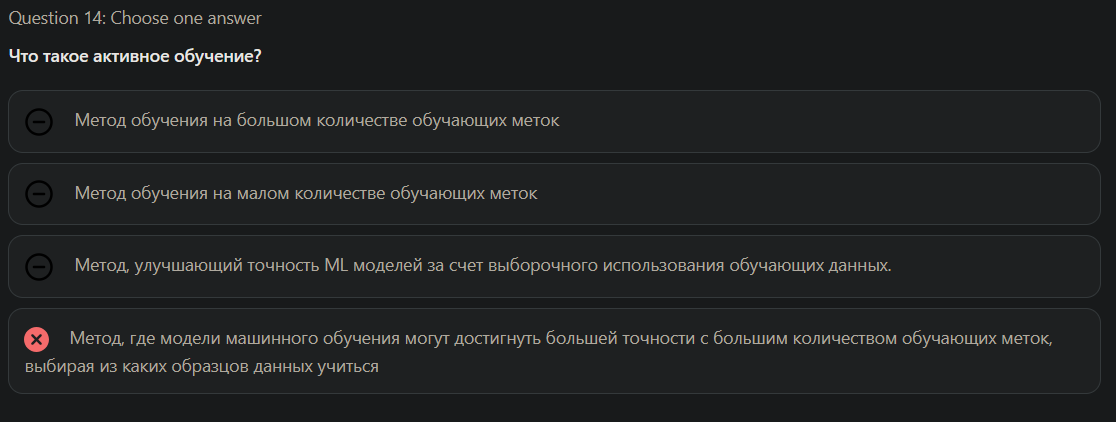 Question 14: Choose one answer
Что такое активное обучение?
Метод обучения на большом количестве обучающих меток
Метод обучения на малом количестве обучающих меток
Метод, улучшающий точность ML моделей за счет выборочного использования обучающих данных.
Метод, где модели машинного обучения могут достигнуть большей точности с большим количеством обучающих меток,
выбирая из каких образцов данных учиться